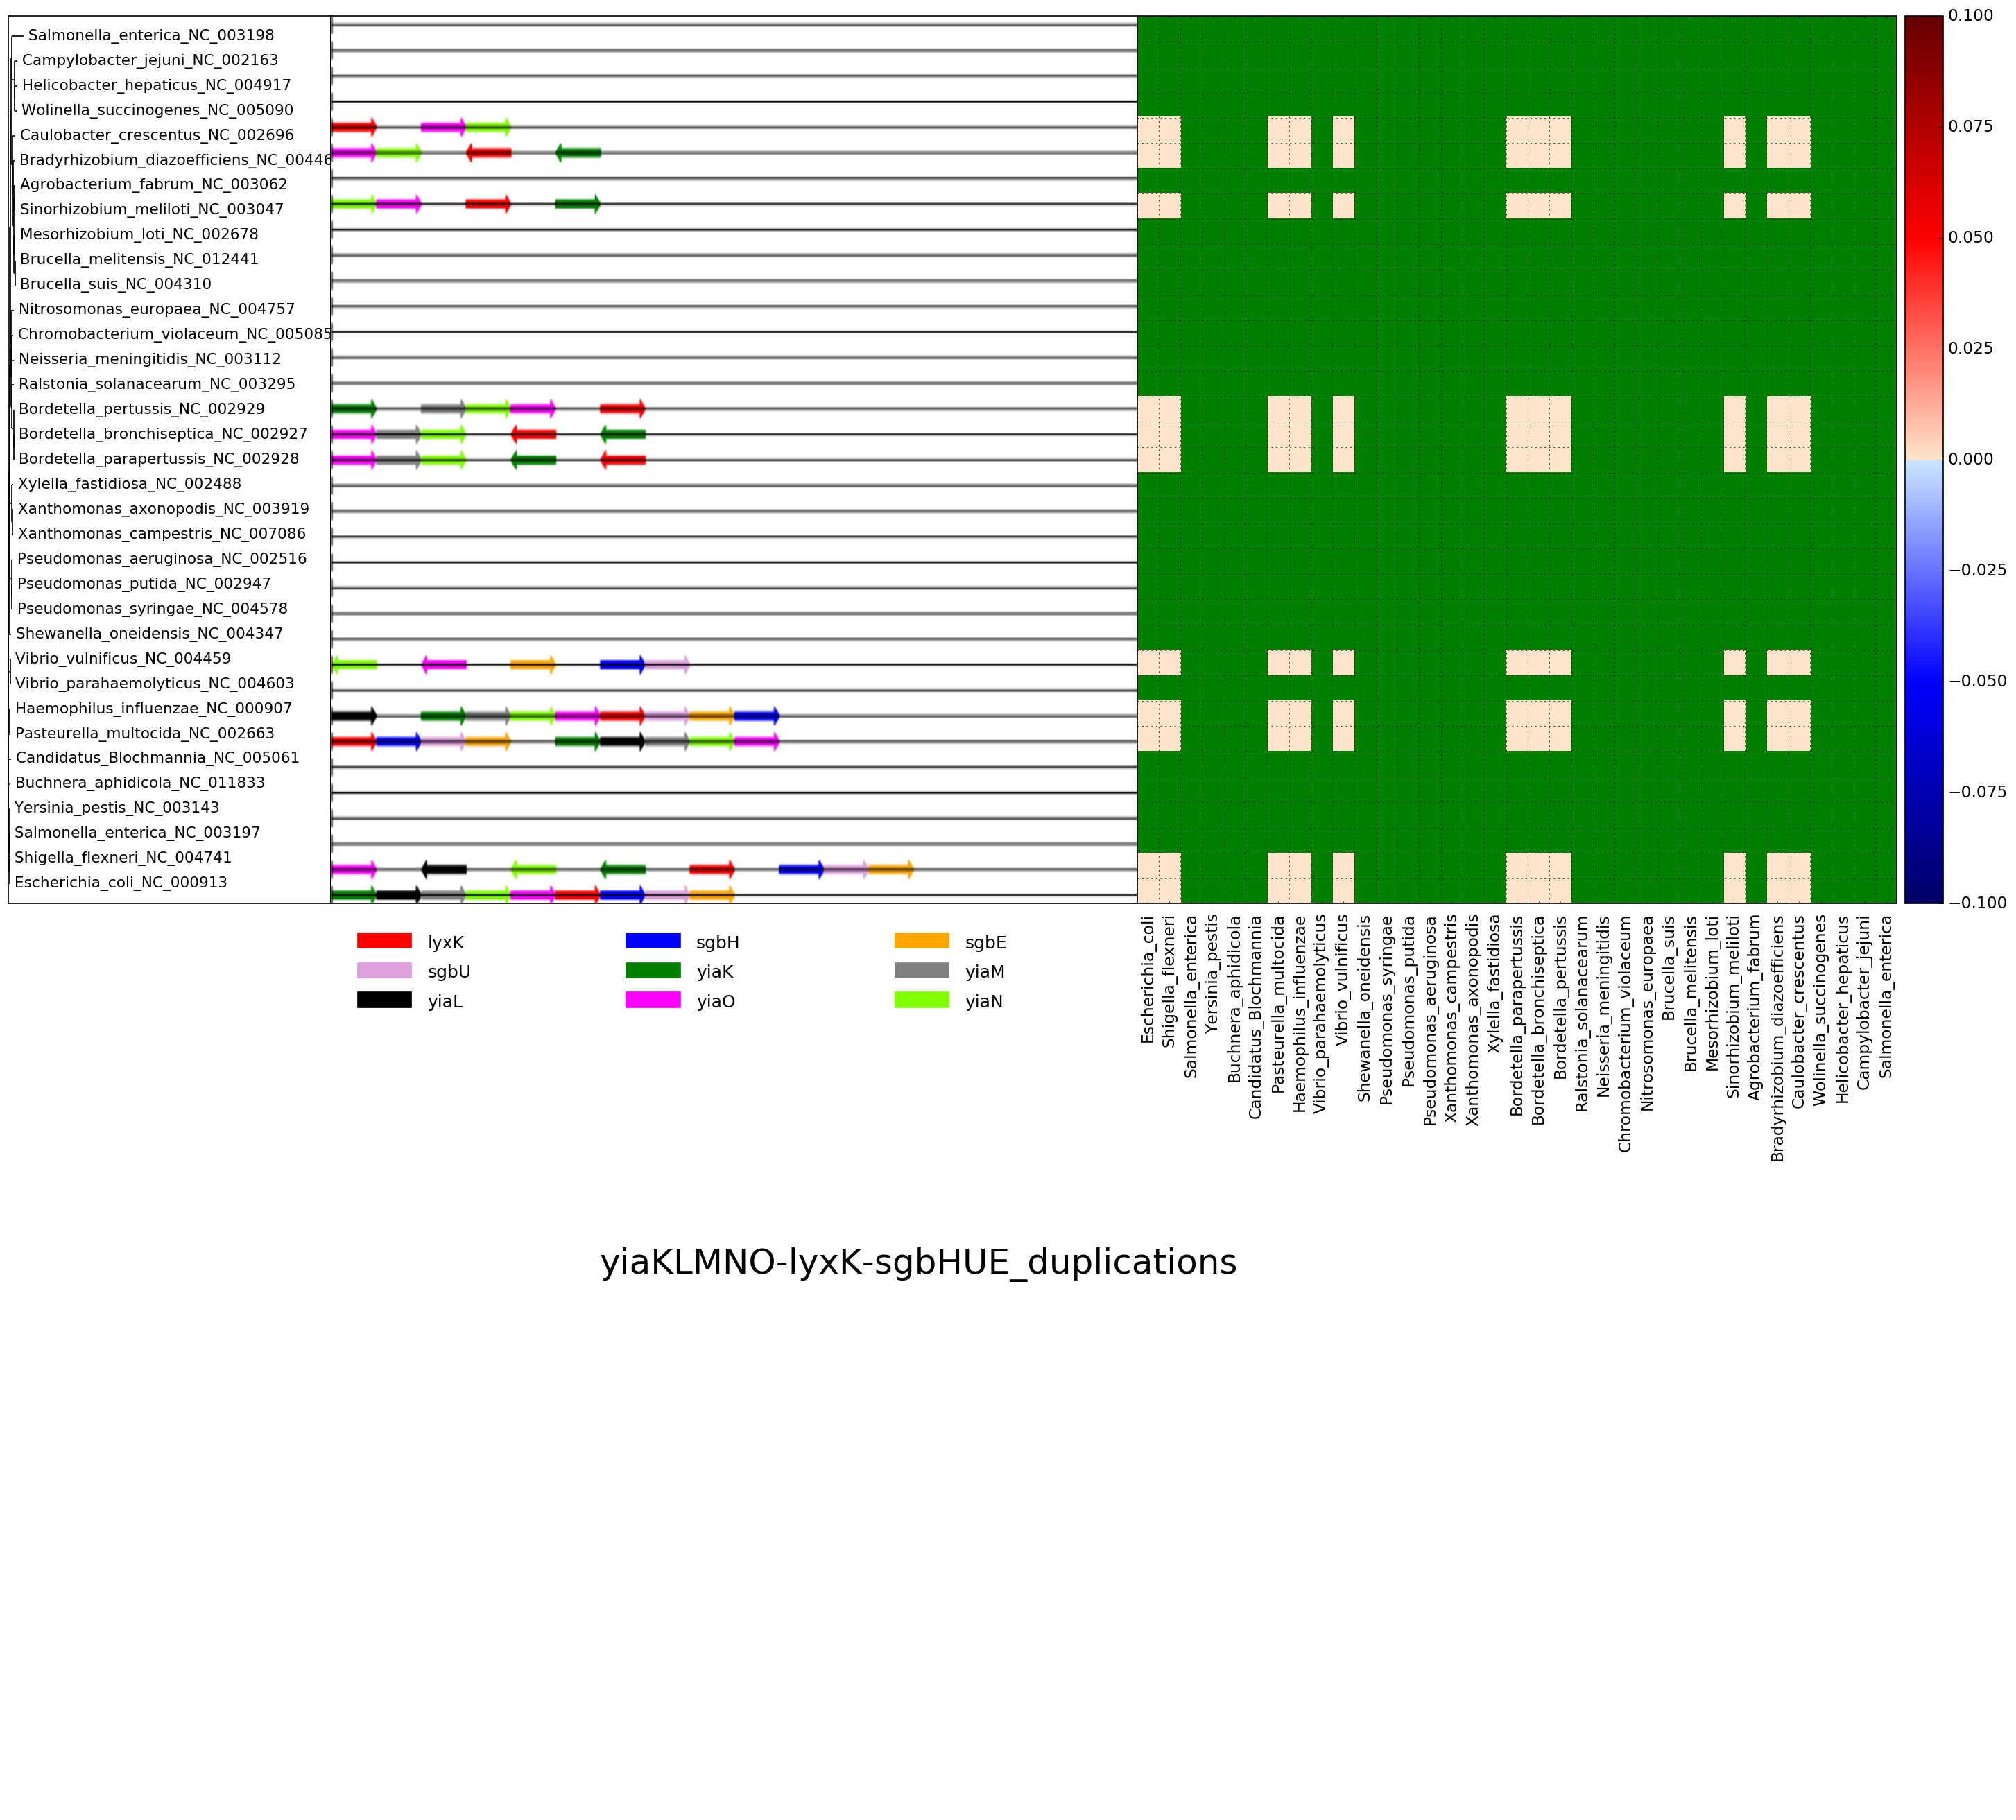 Salmonella_enterica_NC_003198
Campylobacter_jejuni_NC_002163
Helicobacter_hepaticus_NC_004917
Wolinella_succinogenes_NC_005090
Caulobacter_crescentus_NC_002696
Bradyrhizobium_diazoefficiens_NC_00446
Agrobacterium_fabrum_NC_003062
Sinorhizobium_meliloti_NC_003047
Mesorhizobium_loti_NC_002678
Brucella_melitensis_NC_012441
Brucella_suis_NC_004310
Nitrosomonas_europaea_NC_004757
Chromobacterium_violaceum_NC_005085
Neisseria_meningitidis_NC_003112
Ralstonia_solanacearum_NC_003295
Bordetella_pertussis_NC_002929
Bordetella_bronchiseptica_NC_002927
Bordetella_parapertussis_NC_002928
Xylella_fastidiosa_NC_002488
Xanthomonas_axonopodis_NC_003919
Xanthomonas_campestris_NC_007086
Pseudomonas_aeruginosa_NC_002516
Pseudomonas_putida_NC_002947
Pseudomonas_syringae_NC_004578
Shewanella_oneidensis_NC_004347
Vibrio_vulnificus_NC_004459
Vibrio_parahaemolyticus_NC_004603
Haemophilus_influenzae_NC_000907
Pasteurella_multocida_NC_002663
Candidatus_Blochmannia_NC_005061
Buchnera_aphidicola_NC_011833
Yersinia_pestis_NC_003143
Salmonella_enterica_NC_003197
Shigella_flexneri_NC_004741
Escherichia_coli_NC_000913
0.100
0.075
0.050
0.025
0.000
−0.025
−0.050
−0.075
−0.100
Escherichia_coli
Shigella_flexneri
Salmonella_enterica
Yersinia_pestis
Buchnera_aphidicola
Candidatus_Blochmannia
Pasteurella_multocida
Haemophilus_influenzae
Vibrio_parahaemolyticus
Vibrio_vulnificus
Shewanella_oneidensis
Pseudomonas_syringae
Pseudomonas_putida
Pseudomonas_aeruginosa
Xanthomonas_campestris
Xanthomonas_axonopodis
Xylella_fastidiosa
Bordetella_parapertussis
Bordetella_bronchiseptica
Bordetella_pertussis
Ralstonia_solanacearum
Neisseria_meningitidis
Chromobacterium_violaceum
Nitrosomonas_europaea
Brucella_suis
Brucella_melitensis
Mesorhizobium_loti
Sinorhizobium_meliloti
Agrobacterium_fabrum
Bradyrhizobium_diazoefficiens
Caulobacter_crescentus
Wolinella_succinogenes
Helicobacter_hepaticus
Campylobacter_jejuni
Salmonella_enterica
lyxK sgbH sgbE
sgbU yiaK yiaM
yiaL yiaO yiaN
yiaKLMNO-lyxK-sgbHUE_duplications